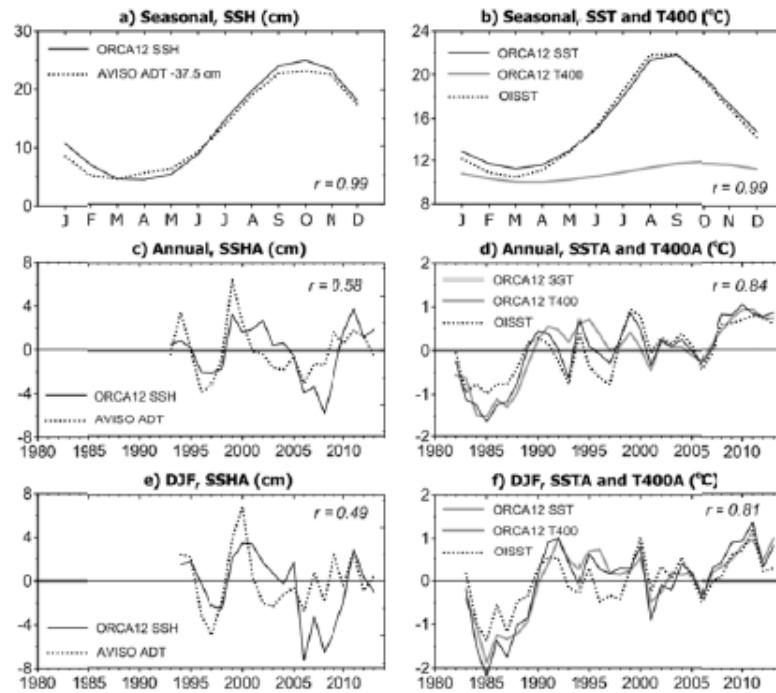 a) Seasonal, SSH (cm)
30
20
10
0
ORCA12 SSH
AVISO ADT -37.5 cm
r = 0.99
J F M A M J J A S O N D
b) Seasonal, SST and T400 (°C)
24
20
16
12
8
ORCA12 SST
ORCA12 T400
OISST
r = 0.99
J F M A M J J A S O N D
c) Annual, SSHA (cm)
8
4
0
-4
-8
r = 0.58
ORCA12 SSH
AVISO ADT
1980 1985 1990 1995 2000 2005 2010
d) Annual, SSTA and T400A (°C)
2
1
0
-1
-2
ORCA12 SST
ORCA12 T400
OISST
r = 0.84
1980 1985 1990 1995 2000 2005 2010
e) DJF, SSHA (cm)
8
4
0
-4
-8
r = 0.49
ORCA12 SSH
AVISO ADT
1980 1985 1990 1995 2000 2005 2010
f) DJF, SSTA and T400A (°C)
2
1
0
-1
-2
ORCA12 SST
ORCA12 T400
OISST
r = 0.81
1980 1985 1990 1995 2000 2005 2010